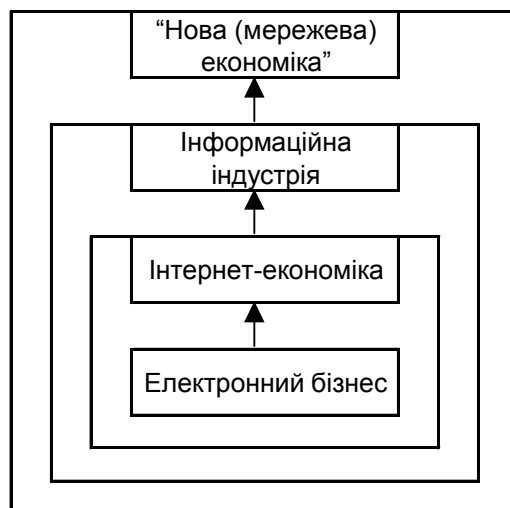 “Нова (мережева)
економіка”
Інформаційна
індустрія
Інтернет-економіка
Електронний бізнес